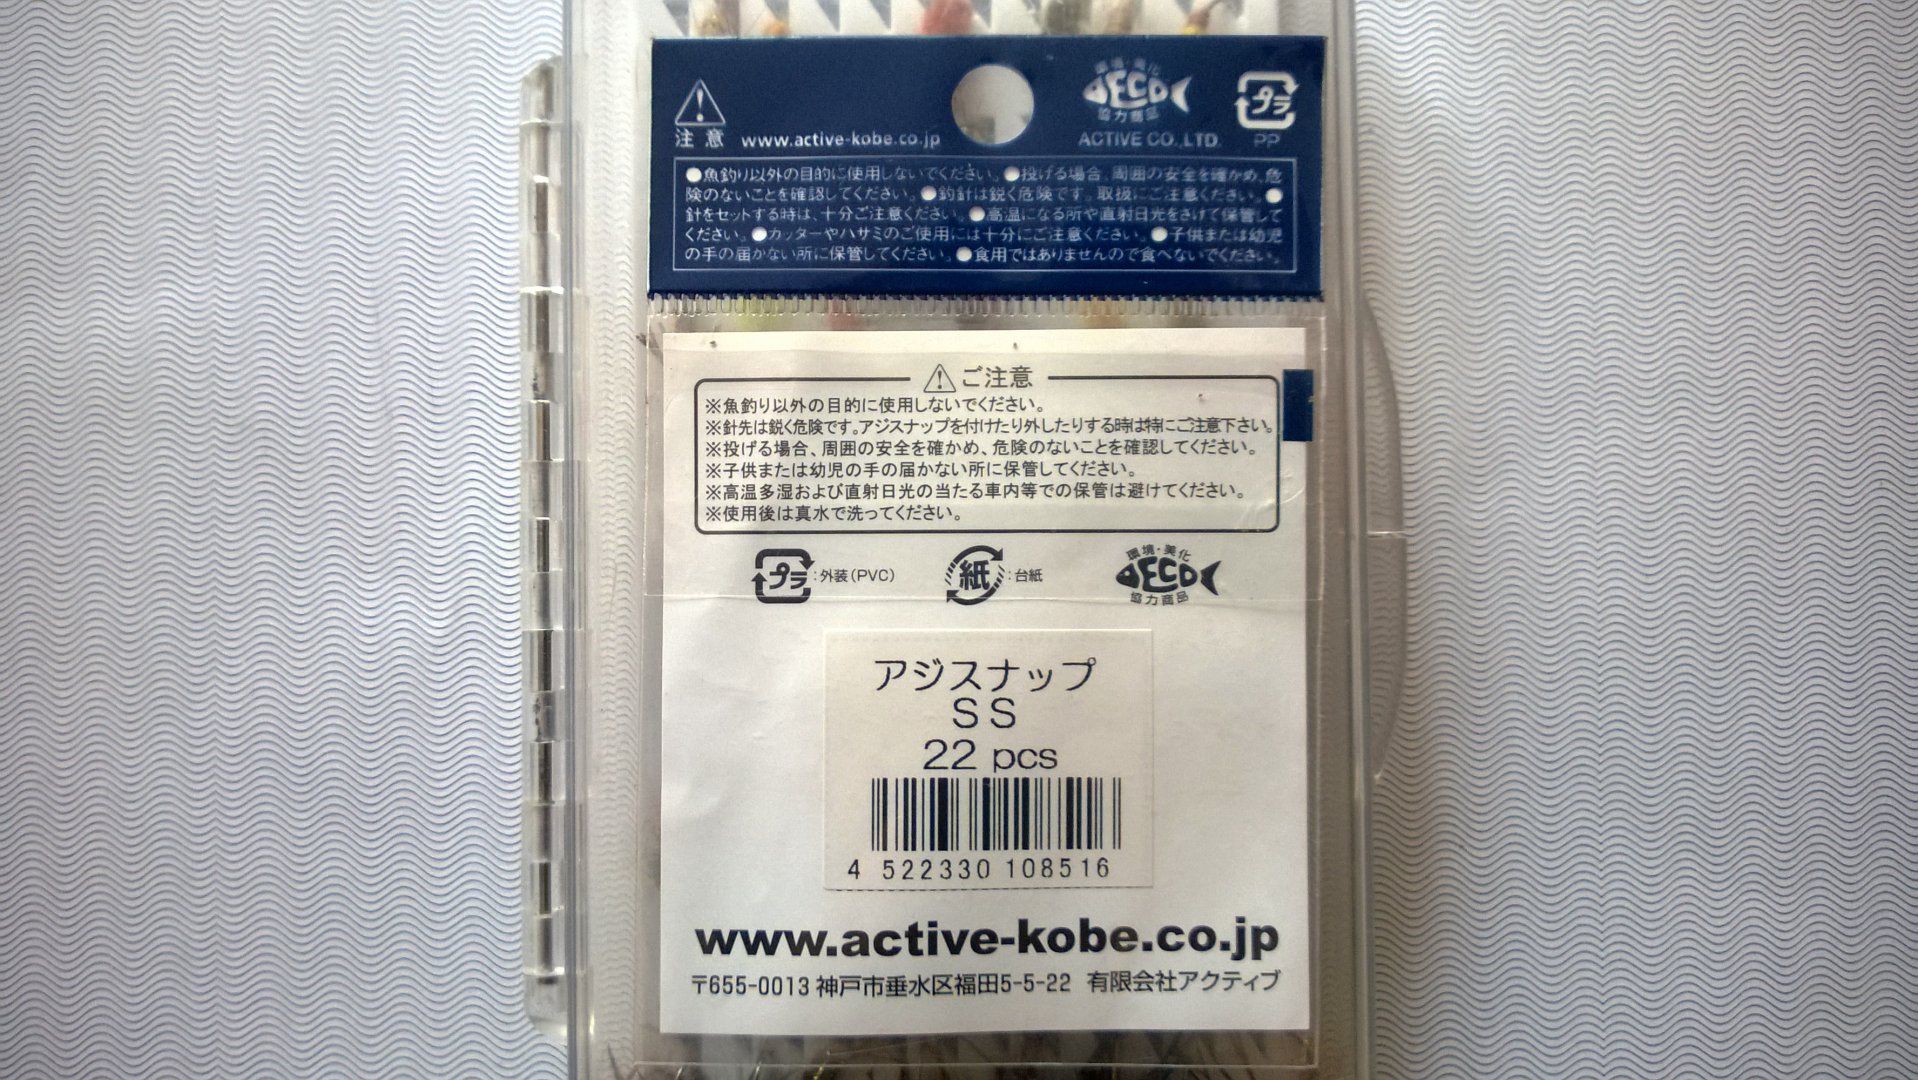 環境・美化
ECO
協力商品
プラ
注意 www.active-kobe.co.jp ACTIVE CO.,LTD. PP
●魚釣り以外の目的に使用しないでください。●投げる場合、周囲の安全を確かめ、危
険のないことを確認してください。●釣針は鋭く危険です。取扱にご注意ください。●
針をセットする時は、十分ご注意ください。●高温になる所や直射日光をさけて保管して
ください。●カッターやハサミのご使用には十分にご注意ください。●子供または幼児
の手の届かない所に保管してください。●食用ではありませんので食べないでください。
ご注意
※魚釣り以外の目的に使用しないでください。
※針先は鋭く危険です。アジスナップを付けたり外したりする時は特にご注意下さい。
※投げる場合、周囲の安全を確かめ、危険のないことを確認してください。
※子供または幼児の手の届かない所に保管してください。
※高温多湿および直射日光の当たる車内等での保管は避けてください。
※使用後は真水で洗ってください。
プラ:外装(PVC) 紙:台紙
環境・美化
ECO
協力商品
アジスナップ
SS
22 pcs
4 522330 108516
www.active-kobe.co.jp
〒655-0013 神戸市垂水区福田5-5-22 有限会社アクティブ